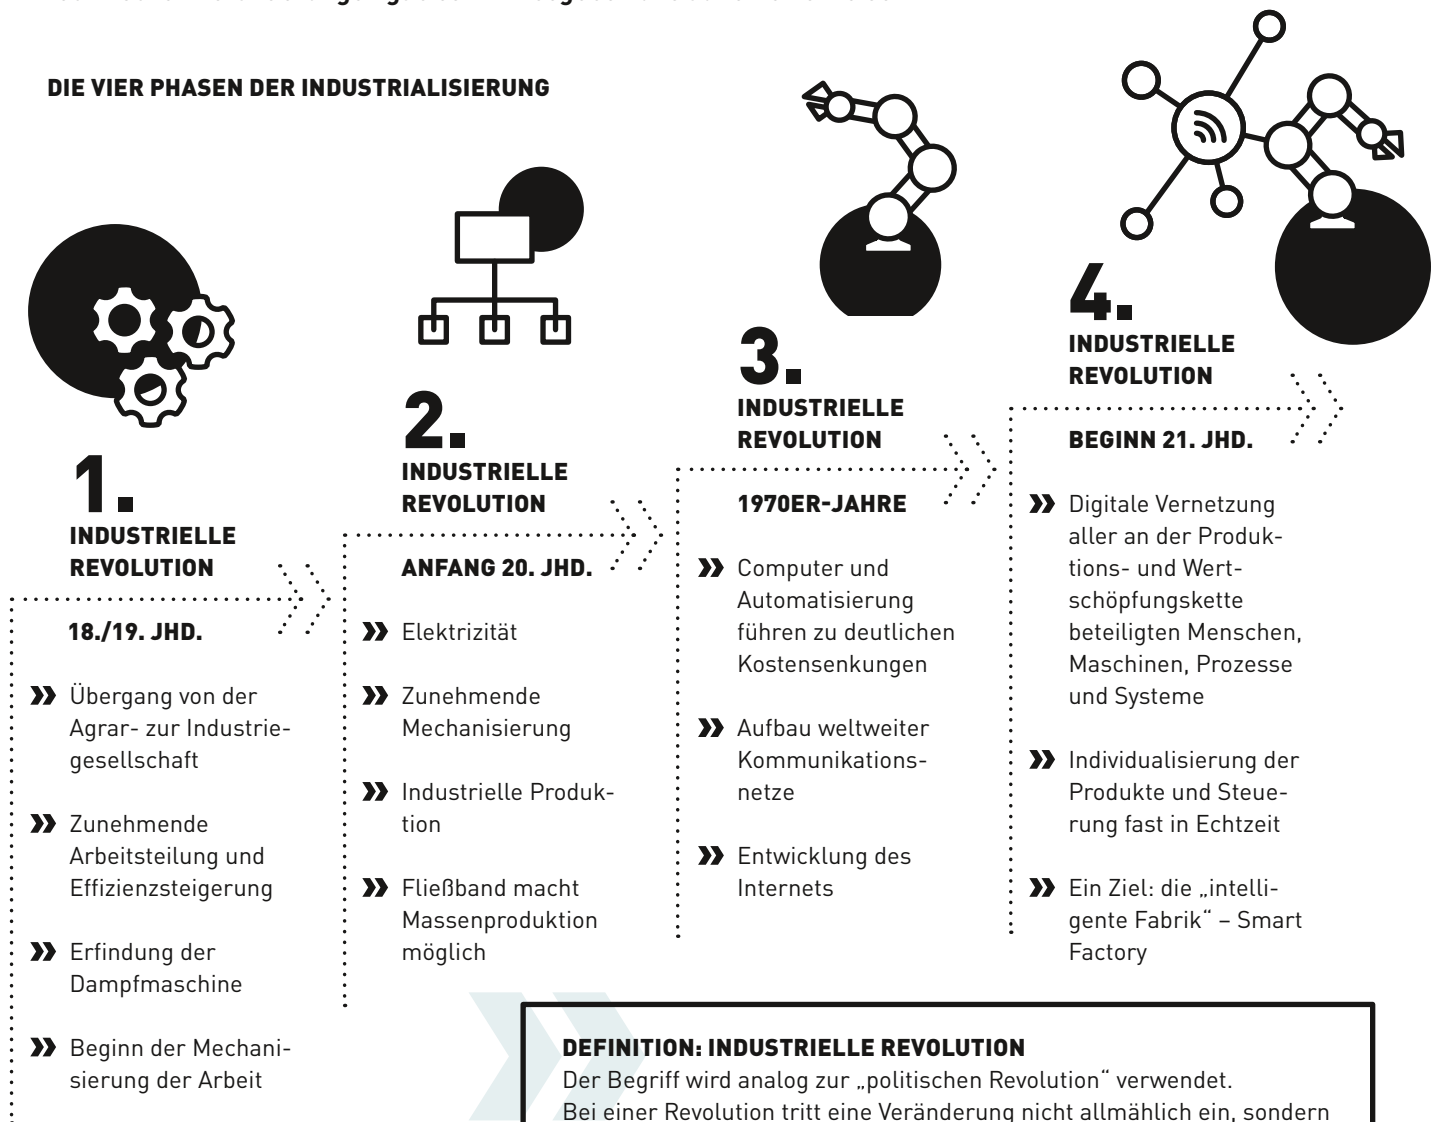 DIE VIER PHASEN DER INDUSTRIALISIERUNG
1.
INDUSTRIELLE
REVOLUTION
18./19. JHD.
Übergang von der
Agrar- zur Industrie-
gesellschaft
Zunehmende
Arbeitsteilung und
Effizienzsteigerung
Erfindung der
Dampfmaschine
Beginn der Mechani-
sierung der Arbeit
2.
INDUSTRIELLE
REVOLUTION
ANFANG 20. JHD.
Elektrizität
Zunehmende
Mechanisierung
Industrielle Produk-
tion
Fließband macht
Massenproduktion
möglich
3.
INDUSTRIELLE
REVOLUTION
1970ER-JAHRE
Computer und
Automatisierung
führen zu deutlichen
Kostensenkungen
Aufbau weltweiter
Kommunikations-
netze
Entwicklung des
Internets
4.
INDUSTRIELLE
REVOLUTION
BEGINN 21. JHD.
Digitale Vernetzung
aller an der Produk-
tions- und Wert-
schöpfungskette
beteiligten Menschen,
Maschinen, Prozesse
und Systeme
Individualisierung der
Produkte und Steue-
rung fast in Echtzeit
Ein Ziel: die „intelli-
gente Fabrik“ – Smart
Factory
DEFINITION: INDUSTRIELLE REVOLUTION
Der Begriff wird analog zur „politischen Revolution“ verwendet.
Bei einer Revolution tritt eine Veränderung nicht allmählich ein, sondern